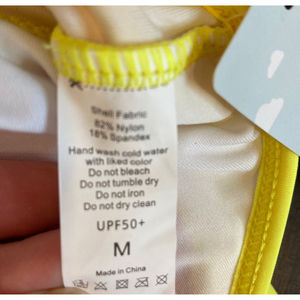 Shell Fabric
82% Nylon
18% Spandex
Hand wash cold water
with liked color
Do not bleach
Do not tumble dry
Do not iron
Do not dry clean
UPF50+
M
Made in China